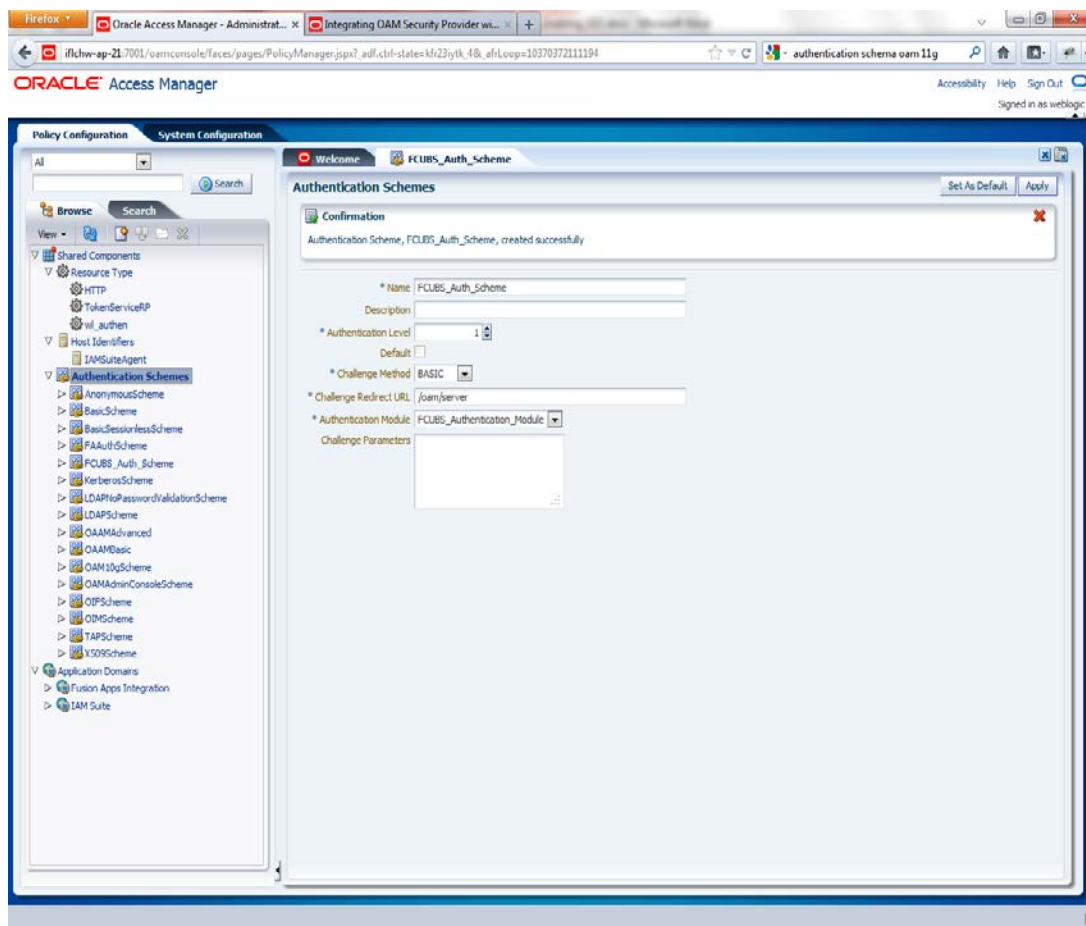 Firefox
Oracle Access Manager - Administrat...
Integrating OAM Security Provider wi...
iflchw-ap-21:7001/oamconsole/faces/pages/PolicyManager.jspx?_adf.ctrl-state=kfr23iytk_4&_afrLoop=10370372111194
authentication schema oam 11g
ORACLE Access Manager
Accessibility Help Sign Out
Signed in as weblogic
Policy Configuration System Configuration
All
Search
Browse Search
View
Shared Components
Resource Type
HTTP
TokenServiceRP
wl_authen
Host Identifiers
IAMSuiteAgent
Authentication Schemes
AnonymousScheme
BasicScheme
BasicSessionlessScheme
FAAuthScheme
FCUBS_Auth_Scheme
KerberosScheme
LDAPNoPasswordValidationScheme
LDAPScheme
OAAMAdvanced
OAAMBasic
OAM10gScheme
OAMAdminConsoleScheme
OIFScheme
OIMScheme
TAPScheme
X509Scheme
Application Domains
Fusion Apps Integration
IAM Suite
Welcome FCUBS_Auth_Scheme
Authentication Schemes
Set As Default Apply
Confirmation
Authentication Scheme, FCUBS_Auth_Scheme, created successfully
* Name FCUBS_Auth_Scheme
Description
* Authentication Level 1
Default
* Challenge Method BASIC
* Challenge Redirect URL /oam/server
* Authentication Module FCUBS_Authentication_Module
Challenge Parameters